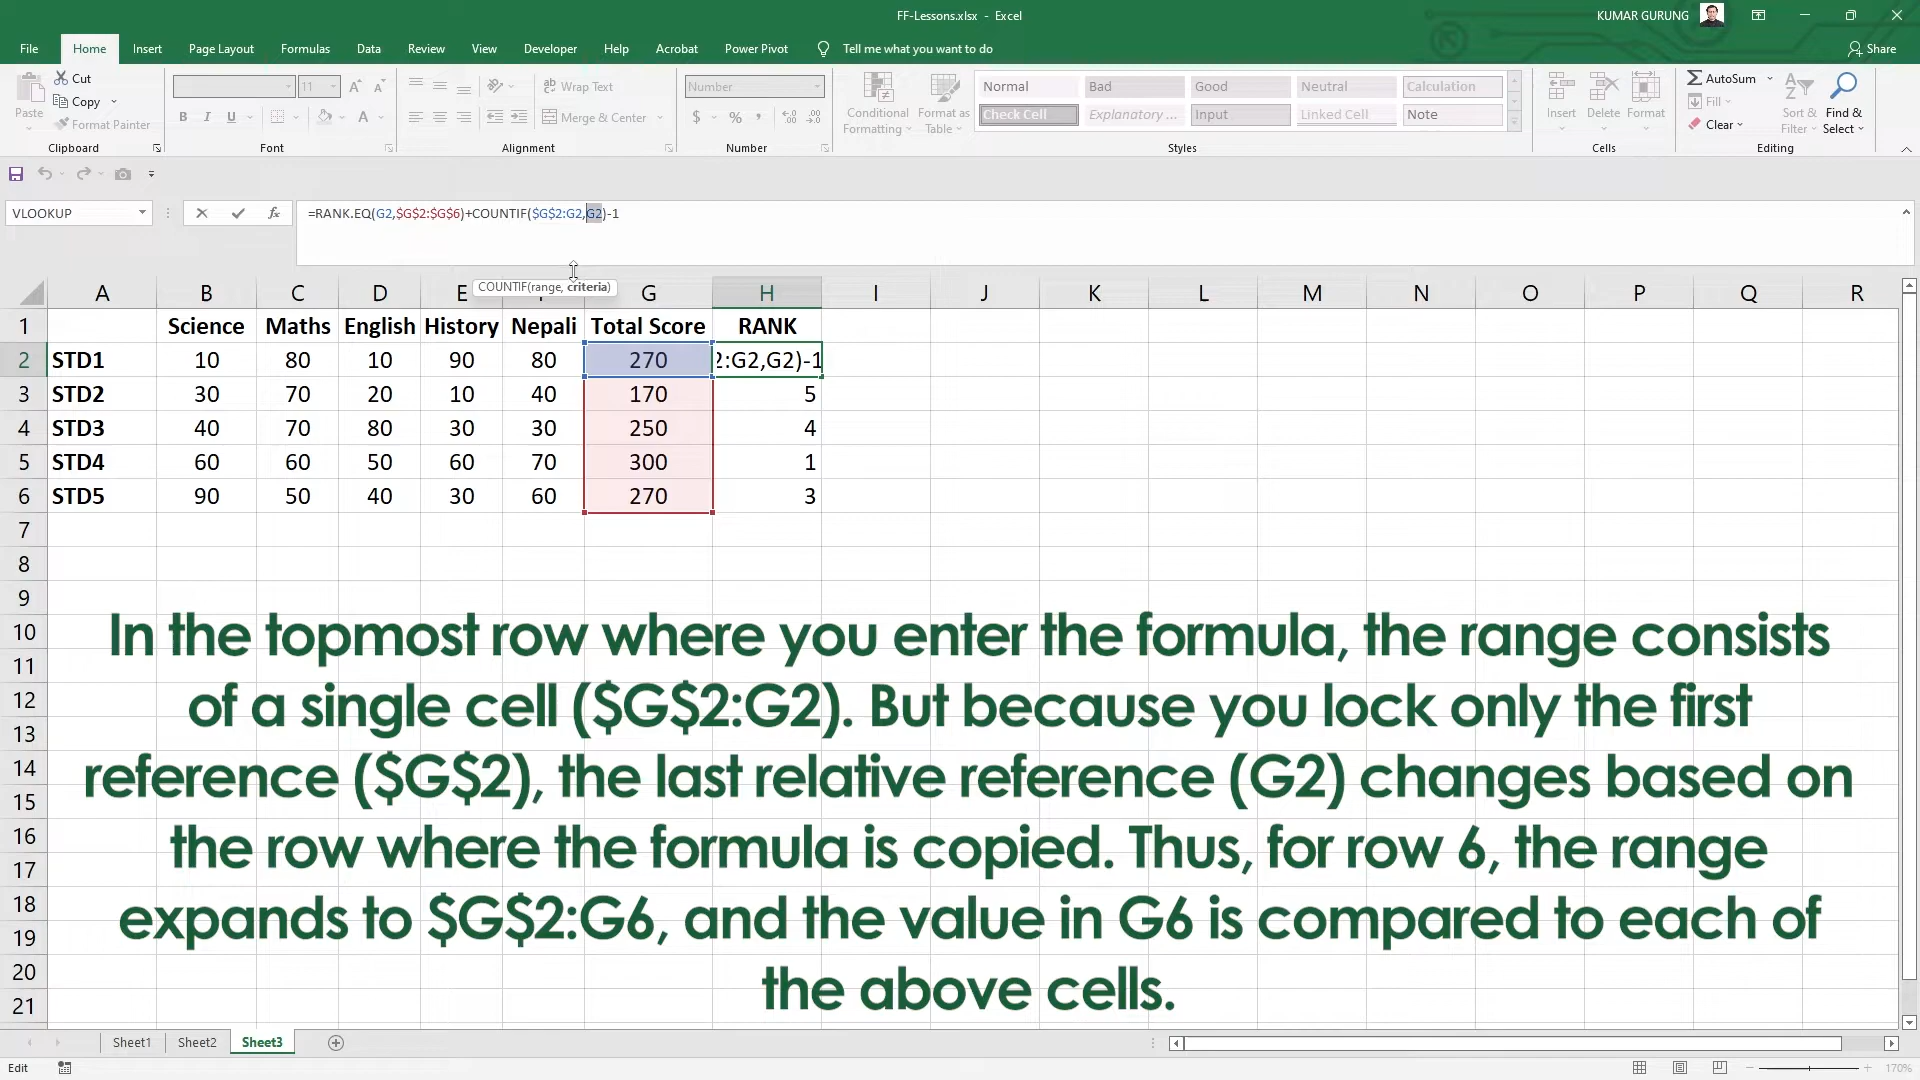 FF-Lessons.xlsx - Excel
KUMAR GURUNG
File Home Insert Page Layout Formulas Data Review View Developer Help Acrobat Power Pivot Tell me what you want to do Share
Paste
Cut
Copy
Format Painter
Clipboard
11
B I U
A A
A
Font
Wrap Text
Merge & Center
Alignment
Number
$ % ,
Number
Conditional Formatting
Format as Table
Normal Bad Good Neutral Calculation
Check Cell Explanatory ... Input Linked Cell Note
Styles
Insert Delete Format
Cells
AutoSum
Fill
Clear
Sort & Filter
Find & Select
Editing
VLOOKUP
fx
=RANK.EQ(G2,$G$2:$G$6)+COUNTIF($G$2:G2,G2)-1
COUNTIF(range, criteria)
A B C D E G H I J K L M N O P Q R
1 Science Maths English History Nepali Total Score RANK
2 STD1 10 80 10 90 80 270 2:G2,G2)-1
3 STD2 30 70 20 10 40 170 5
4 STD3 40 70 80 30 30 250 4
5 STD4 60 60 50 60 70 300 1
6 STD5 90 50 40 30 60 270 3
7
8
9
10
11
12
13
14
15
16
17
18
19
20
21
In the topmost row where you enter the formula, the range consists
of a single cell ($G$2:G2). But because you lock only the first
reference ($G$2), the last relative reference (G2) changes based on
the row where the formula is copied. Thus, for row 6, the range
expands to $G$2:G6, and the value in G6 is compared to each of
the above cells.
Sheet1 Sheet2 Sheet3
Edit
170%